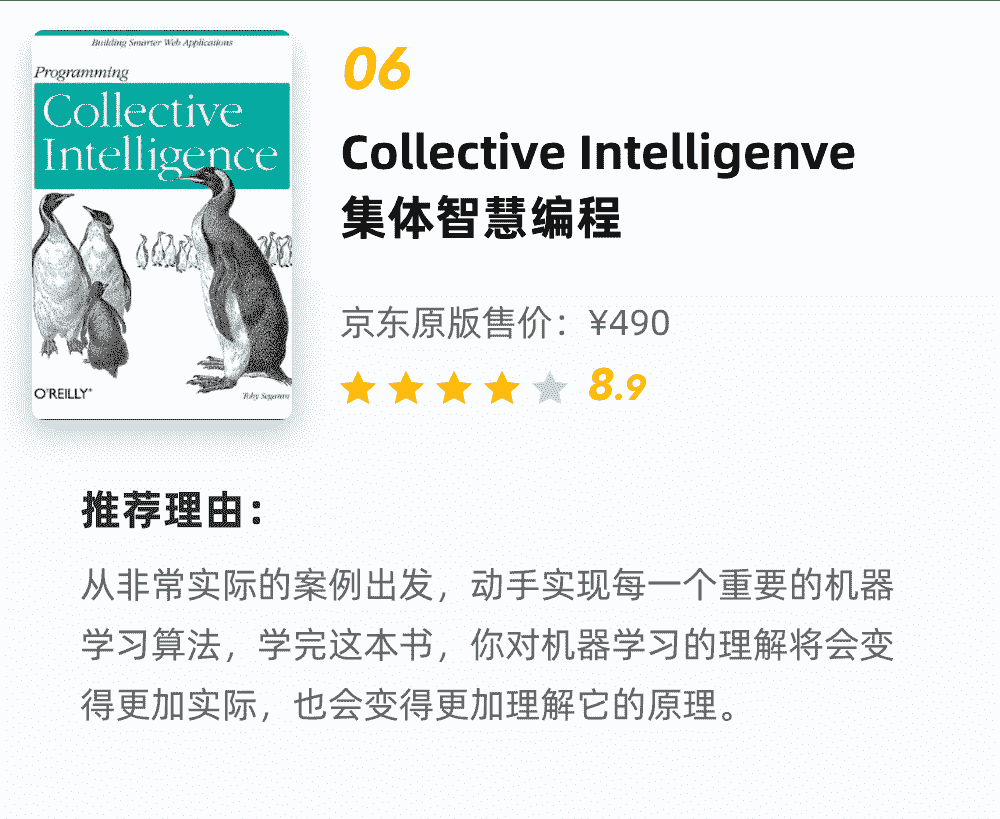 Building Smarter Web Applications
Programming
Collective
Intelligence
O'REILLY®
Toby Segaran
06
Collective Intelligenve
集体智慧编程
京东原版售价：¥490
8.9
推荐理由：
从非常实际的案例出发，动手实现每一个重要的机器
学习算法，学完这本书，你对机器学习的理解将会变
得更加实际，也会变得更加理解它的原理。